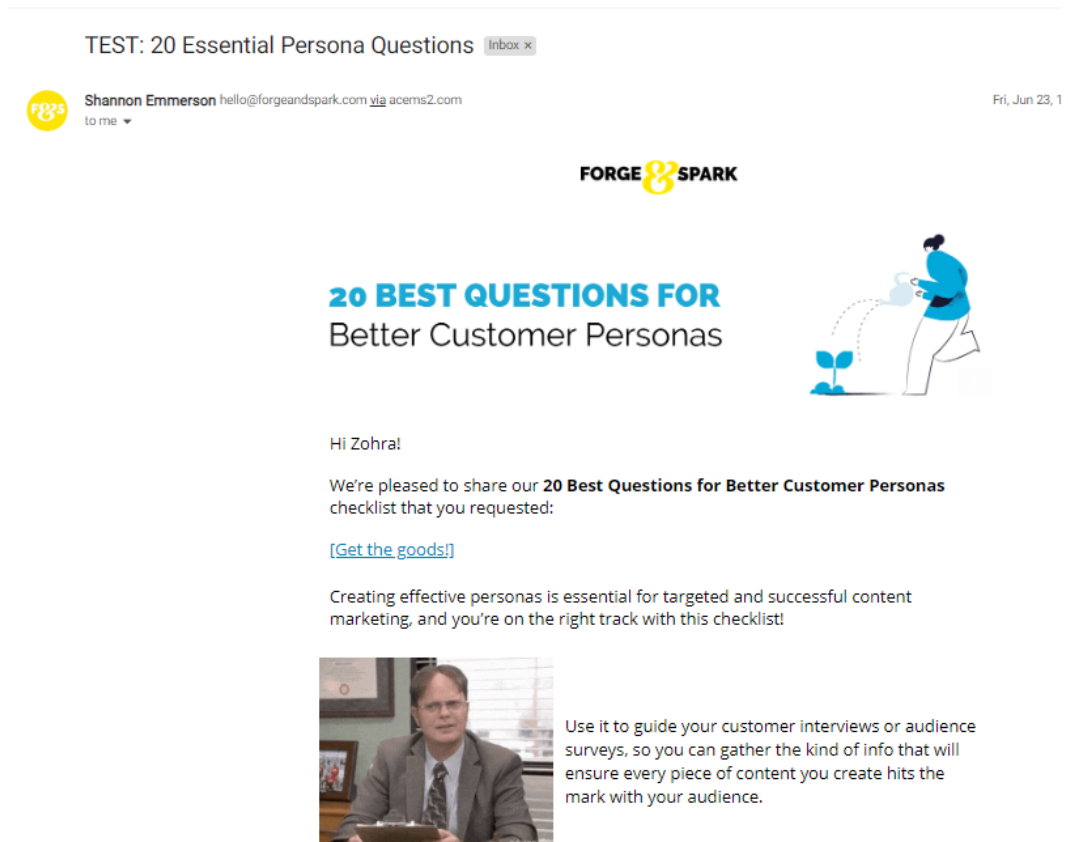 TEST: 20 Essential Persona Questions Inbox ×
Shannon Emmerson hello@forgeandspark.com via acems2.com Fri, Jun 23, 1
to me
F&S
FORGE & SPARK
20 BEST QUESTIONS FOR
Better Customer Personas
Hi Zohra!
We’re pleased to share our 20 Best Questions for Better Customer Personas
checklist that you requested:
[Get the goods!]
Creating effective personas is essential for targeted and successful content
marketing, and you’re on the right track with this checklist!
Use it to guide your customer interviews or audience
surveys, so you can gather the kind of info that will
ensure every piece of content you create hits the
mark with your audience.